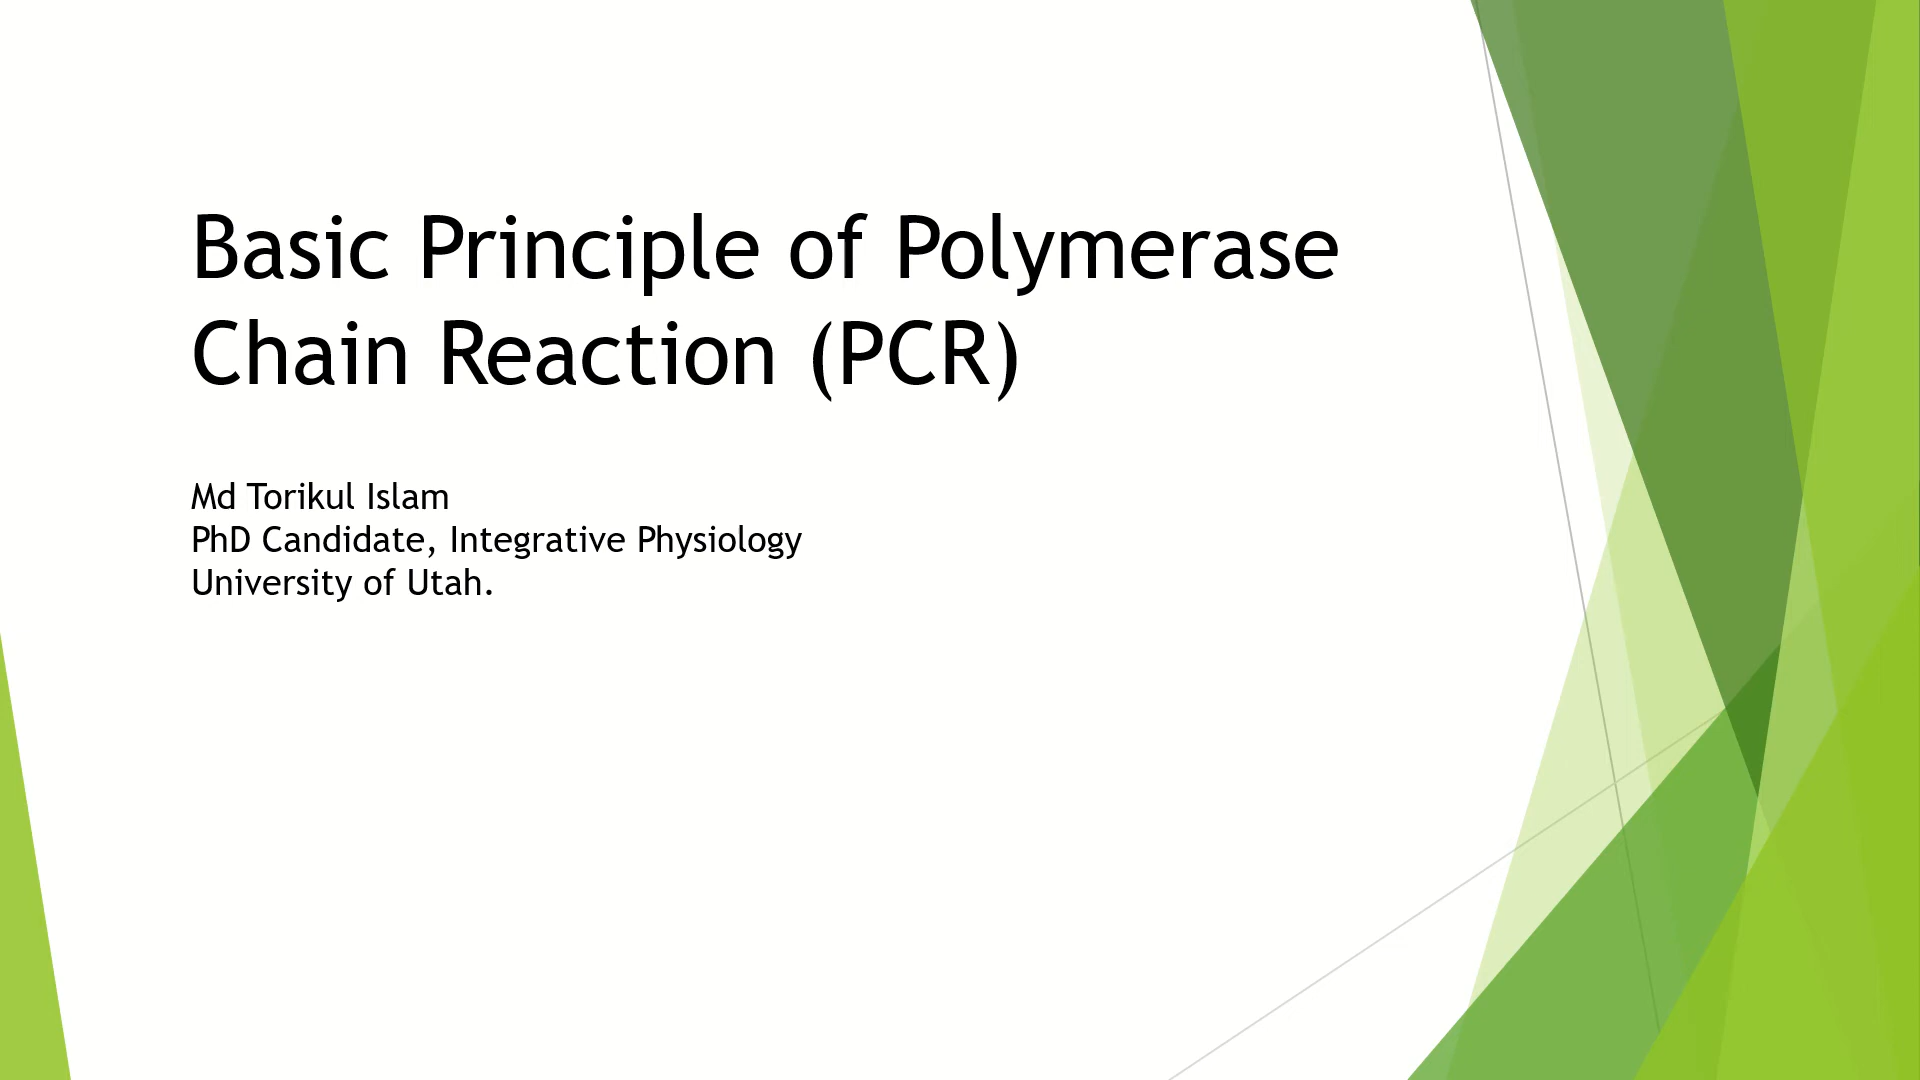 Basic Principle of Polymerase
Chain Reaction (PCR)
Md Torikul Islam
PhD Candidate, Integrative Physiology
University of Utah.